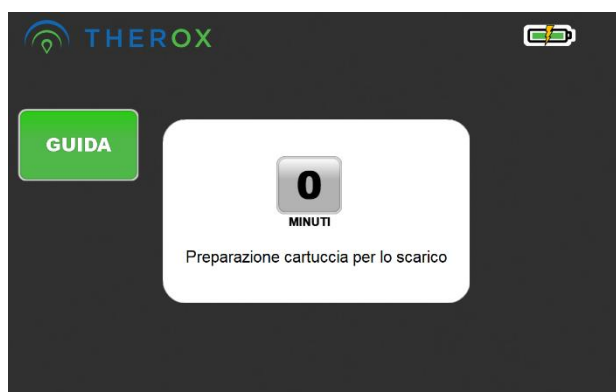 THEROX
GUIDA
0
MINUTI
Preparazione cartuccia per lo scarico